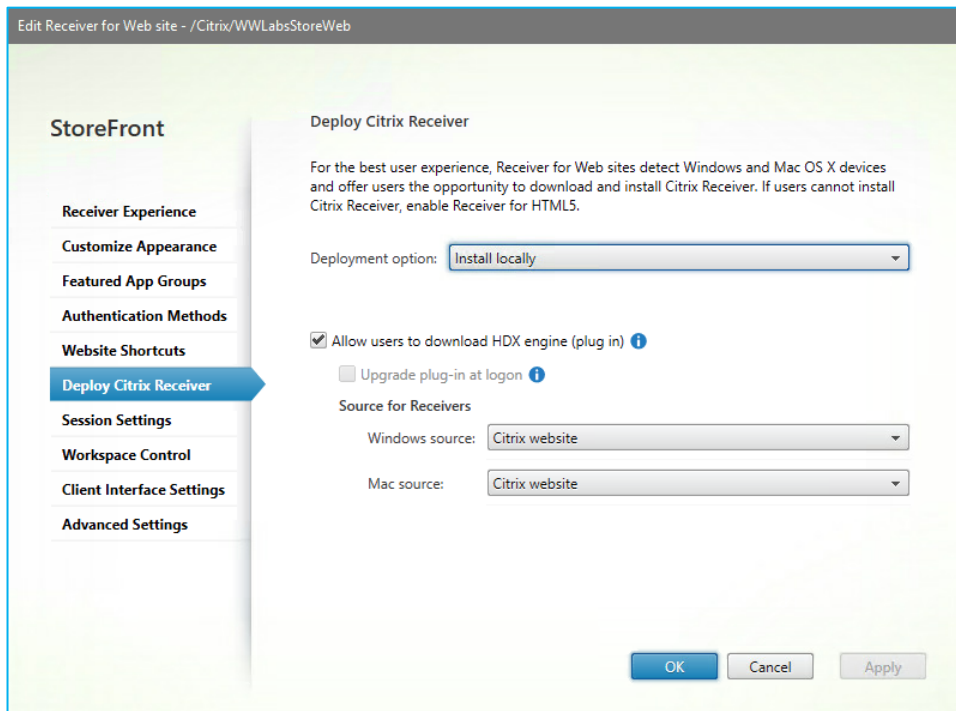 Edit Receiver for Web site - /Citrix/WWLabsStoreWeb
StoreFront
Receiver Experience
Customize Appearance
Featured App Groups
Authentication Methods
Website Shortcuts
Deploy Citrix Receiver
Session Settings
Workspace Control
Client Interface Settings
Advanced Settings
Deploy Citrix Receiver
For the best user experience, Receiver for Web sites detect Windows and Mac OS X devices
and offer users the opportunity to download and install Citrix Receiver. If users cannot install
Citrix Receiver, enable Receiver for HTML5.
Deployment option: Install locally
Allow users to download HDX engine (plug in)
Upgrade plug-in at logon
Source for Receivers
Windows source: Citrix website
Mac source: Citrix website
OK Cancel Apply